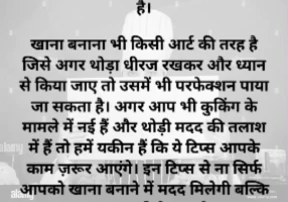 है।
खाना बनाना भी किसी आर्ट की तरह है
जिसे अगर थोड़ा धीरज रखकर और ध्यान
से किया जाए तो उसमें भी परफेक्शन पाया
जा सकता है। अगर आप भी कुकिंग के
मामले में नई हैं और थोड़ी मदद की तलाश
में हैं तो हमें यकीन हैं कि ये टिप्स आपके
काम ज़रूर आएंगे। इन टिप्स से ना सिर्फ
आपको खाना बनाने में मदद मिलेगी बल्कि
alamy